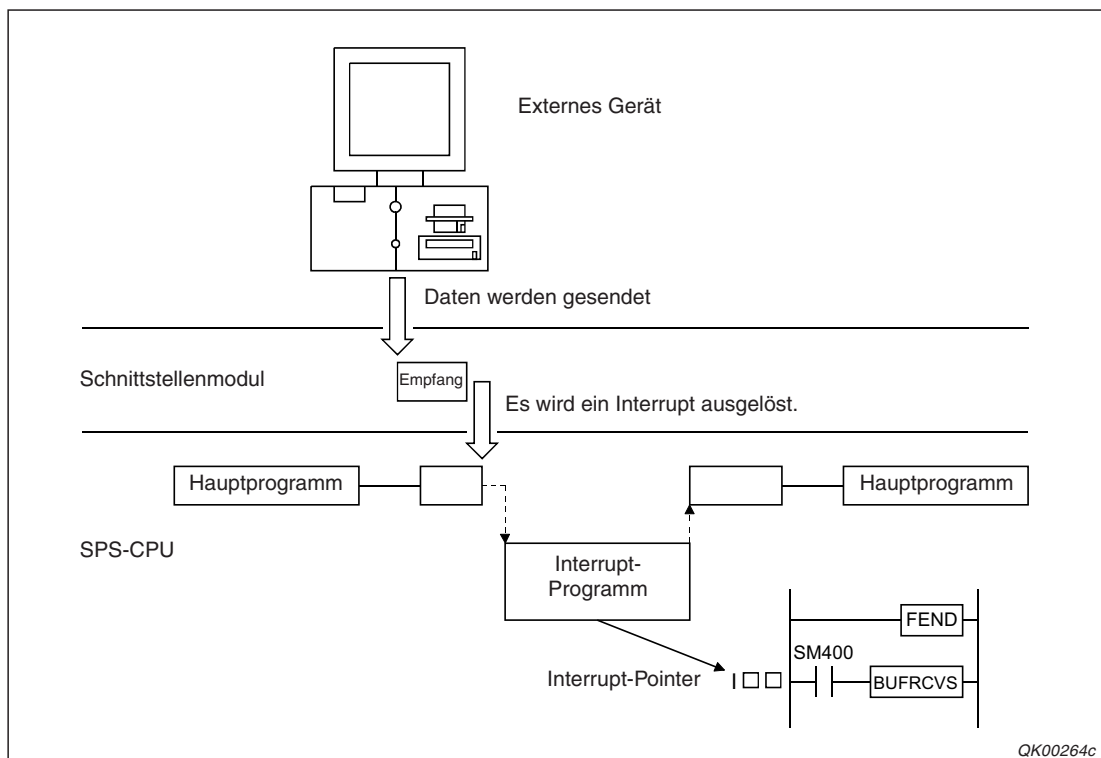 Externes Gerät
Daten werden gesendet
Schnittstellenmodul
Empfang
Es wird ein Interrupt ausgelöst.
Hauptprogramm
Hauptprogramm
SPS-CPU
Interrupt-
Programm
FEND
SM400
Interrupt-Pointer
I□□
BUFRCVS
QK00264c